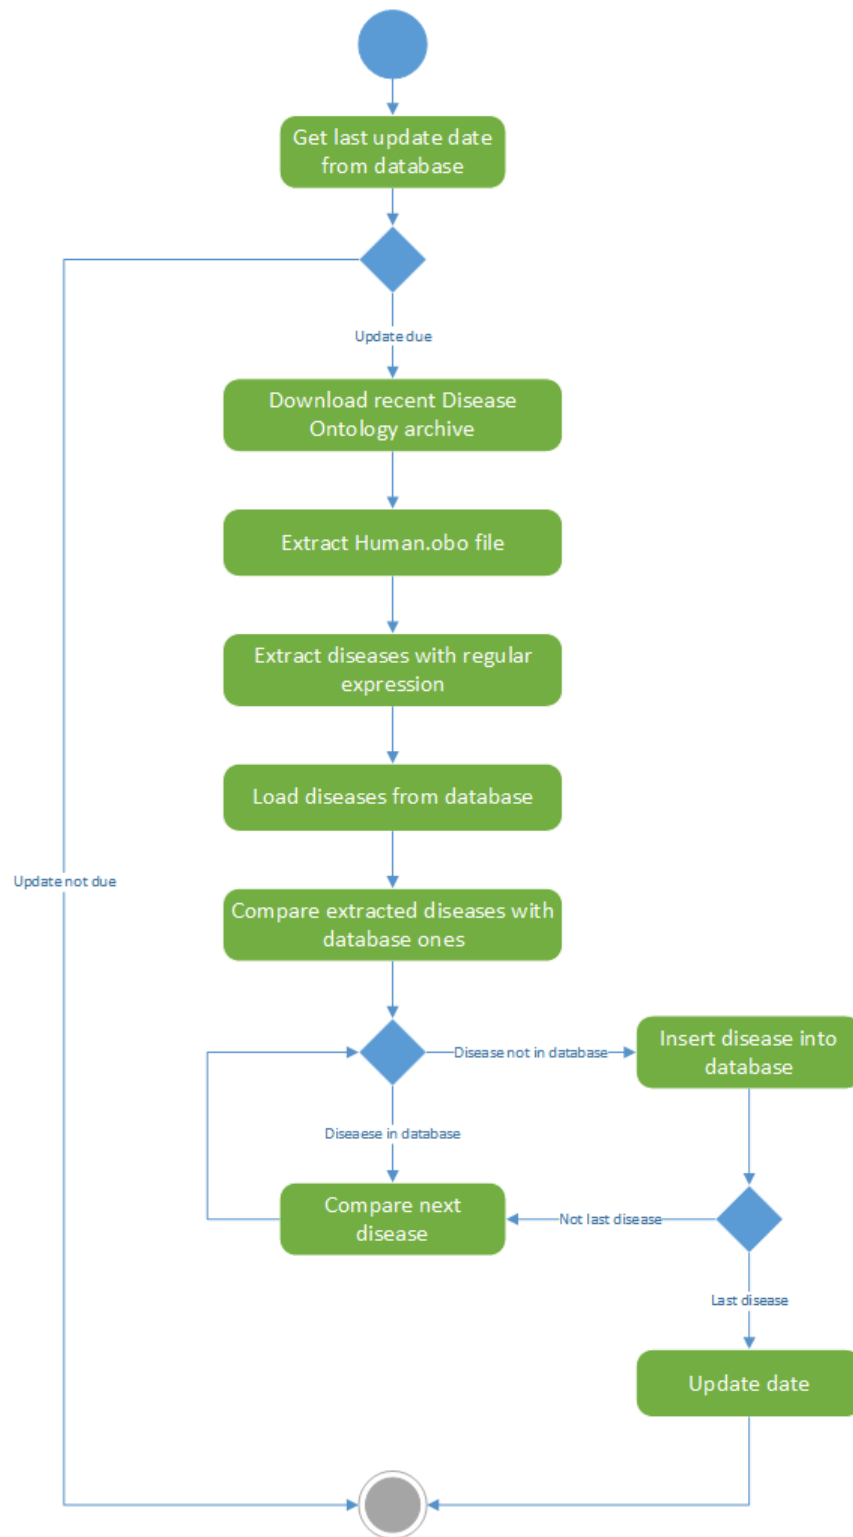 Get last update date
from database
Update due
Download recent Disease
Ontology archive
Extract Human.obo file
Extract diseases with regular
expression
Load diseases from database
Update not due
Compare extracted diseases with
database ones
Disease not in database
Insert disease into
database
Diseaese in database
Compare next
disease
Not last disease
Last disease
Update date